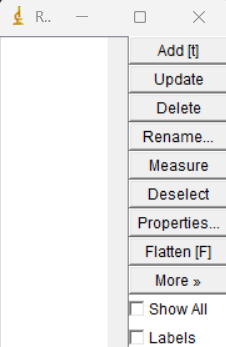 R..
Add [t]
Update
Delete
Rename...
Measure
Deselect
Properties...
Flatten [F]
More »
Show All
Labels